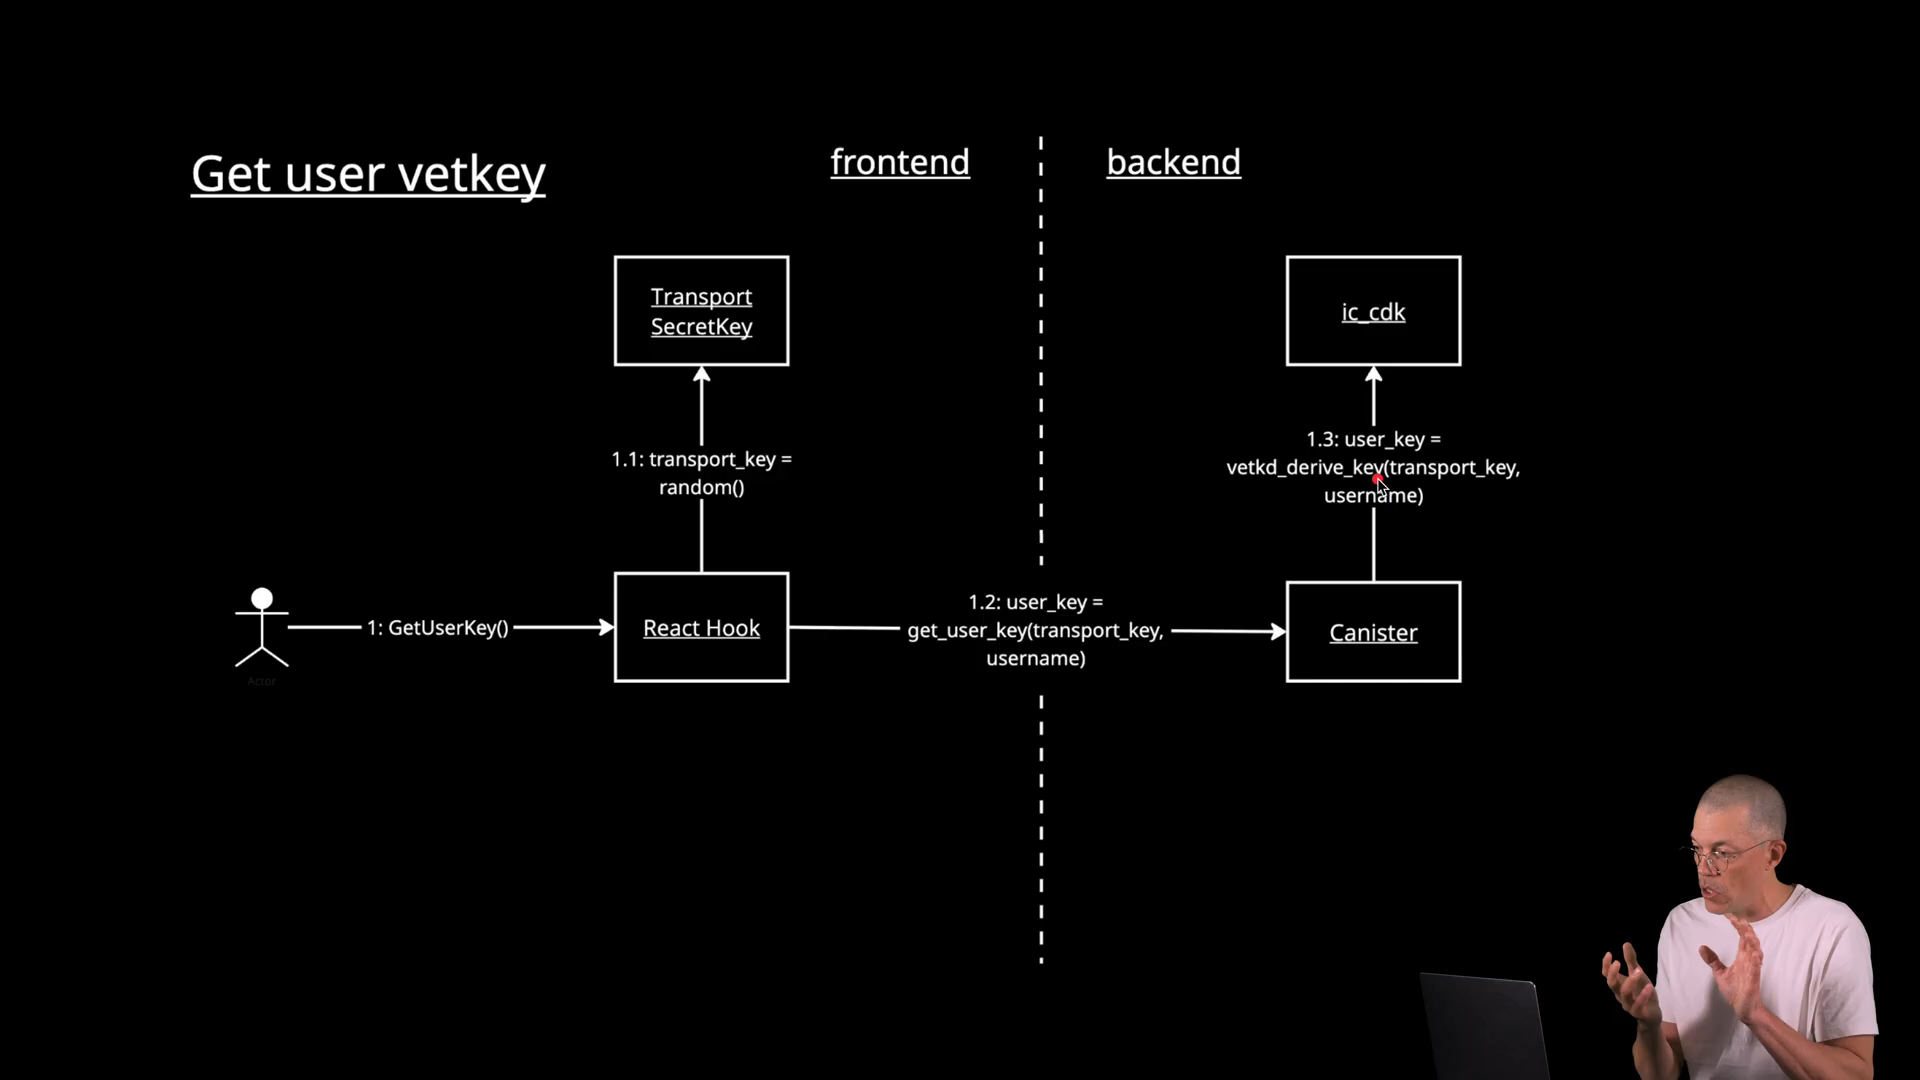 Get user vetkey
frontend
backend
Transport
SecretKey
ic_cdk
1.1: transport_key =
random()
1.3: user_key =
vetkd_derive_key(transport_key,
username)
1: GetUserKey()
React Hook
1.2: user_key =
get_user_key(transport_key,
username)
Canister
Actor